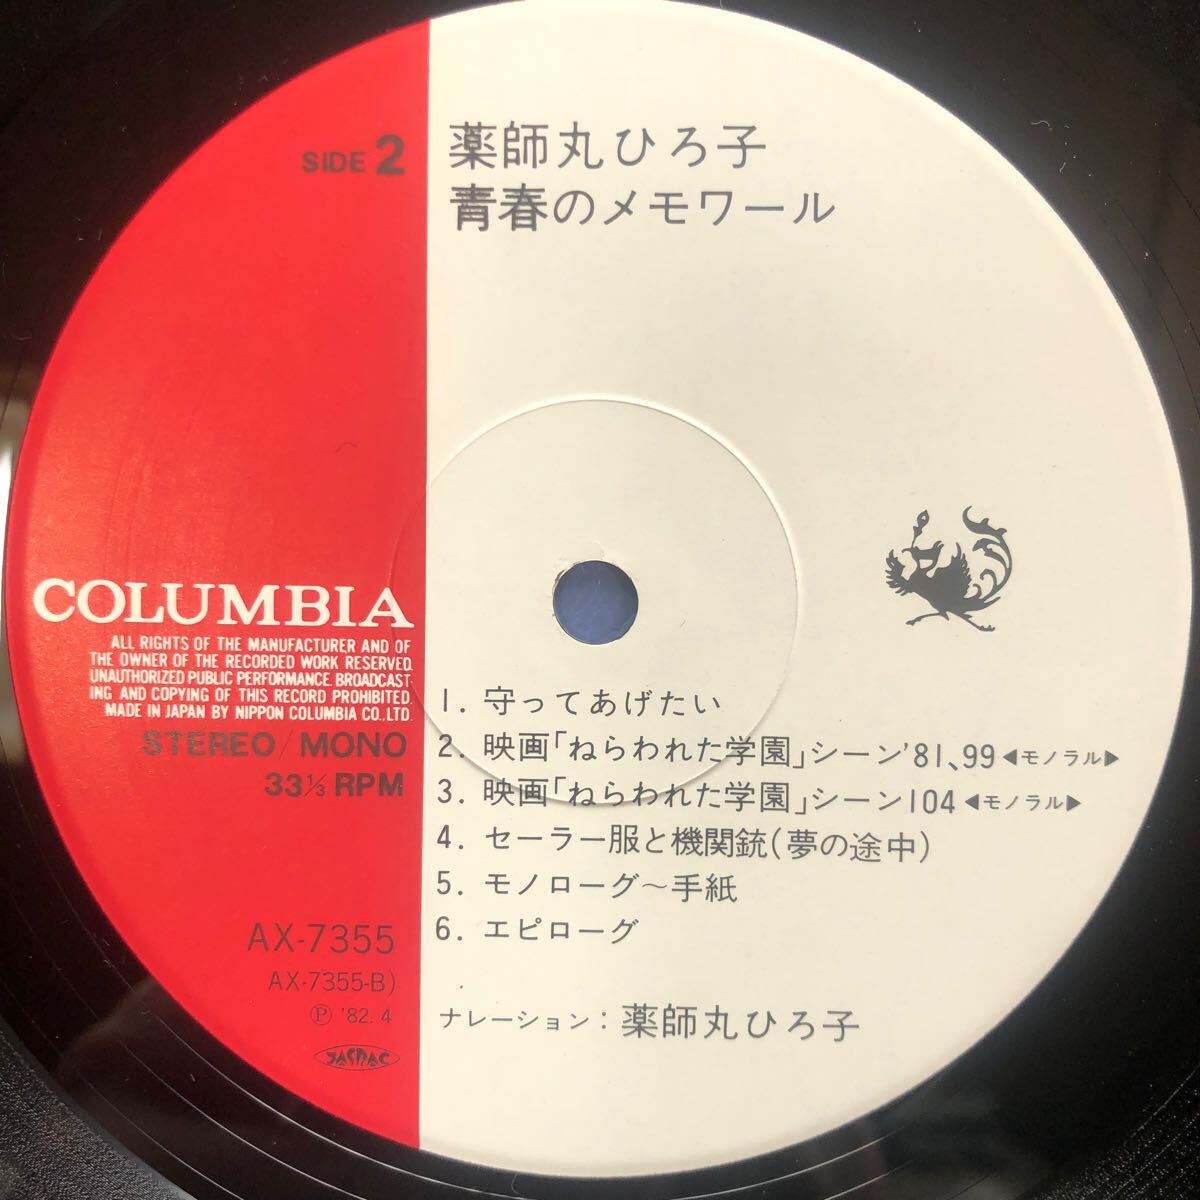 SIDE 2
薬師丸ひろ子
青春のメモワール
COLUMBIA
ALL RIGHTS OF THE MANUFACTURER AND OF
THE OWNER OF THE RECORDED WORK RESERVED.
UNAUTHORIZED PUBLIC PERFORMANCE. BROADCAST-
ING AND COPYING OF THIS RECORD PROHIBITED.
MADE IN JAPAN BY NIPPON COLUMBIA CO.,LTD.
STEREO/MONO
33⅓ RPM
1. 守ってあげたい
2. 映画「ねらわれた学園」シーン'81、99◀モノラル▶
3. 映画「ねらわれた学園」シーン104◀モノラル▶
4. セーラー服と機関銃(夢の途中)
5. モノローグ〜手紙
6. エピローグ
AX-7355
AX-7355-B)
Ⓟ '82.4
JASRAC
ナレーション：薬師丸ひろ子